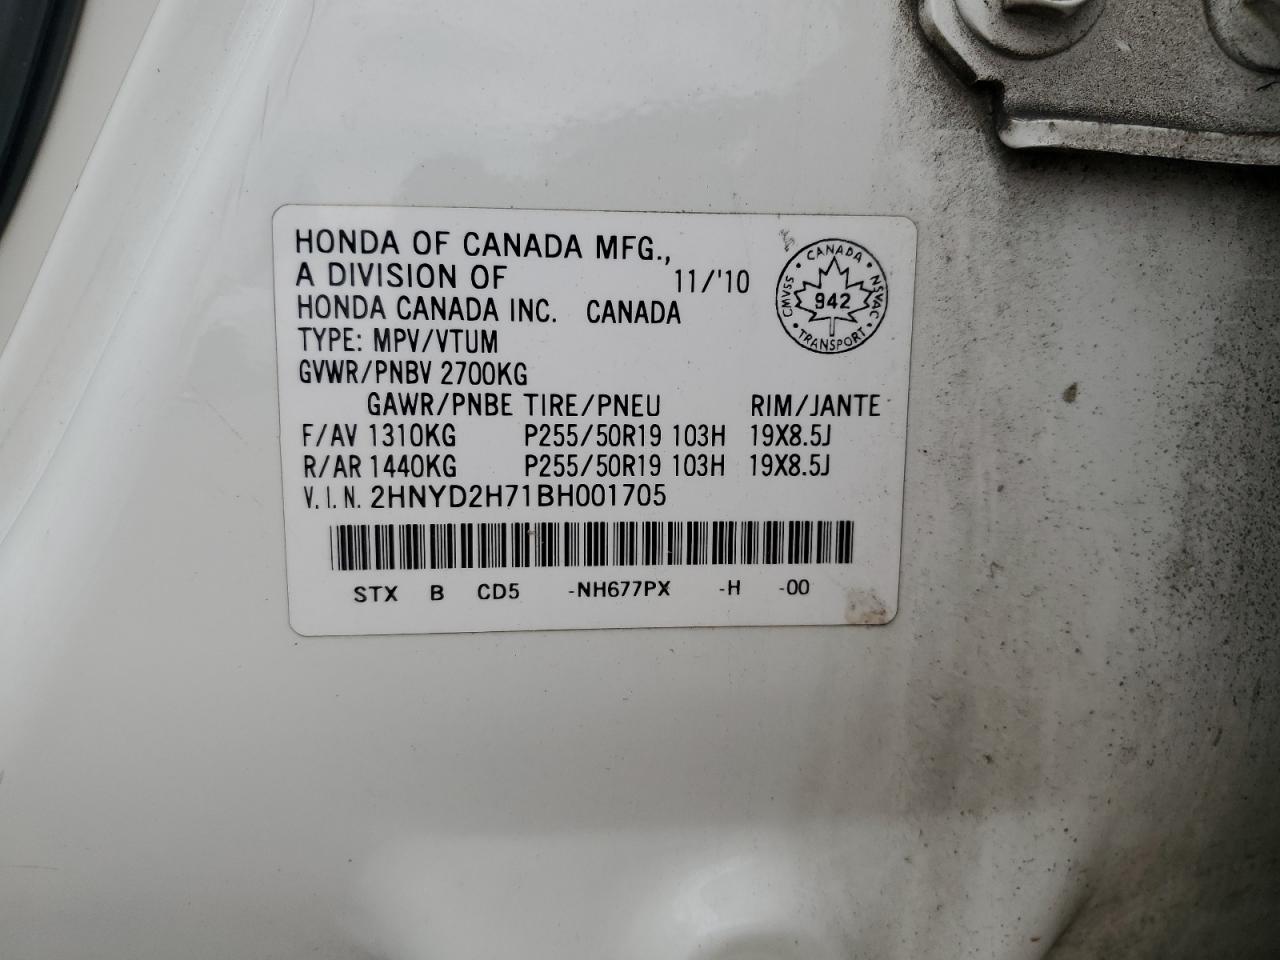 HONDA OF CANADA MFG.,
A DIVISION OF 11/'10
HONDA CANADA INC. CANADA
CANADA
CMVSS 942 NSVAC
TRANSPORT
TYPE: MPV/VTUM
GVWR/PNBV 2700KG
GAWR/PNBE TIRE/PNEU RIM/JANTE
F/AV 1310KG P255/50R19 103H 19X8.5J
R/AR 1440KG P255/50R19 103H 19X8.5J
V.I.N. 2HNYD2H71BH001705
STX B CD5 -NH677PX -H -00